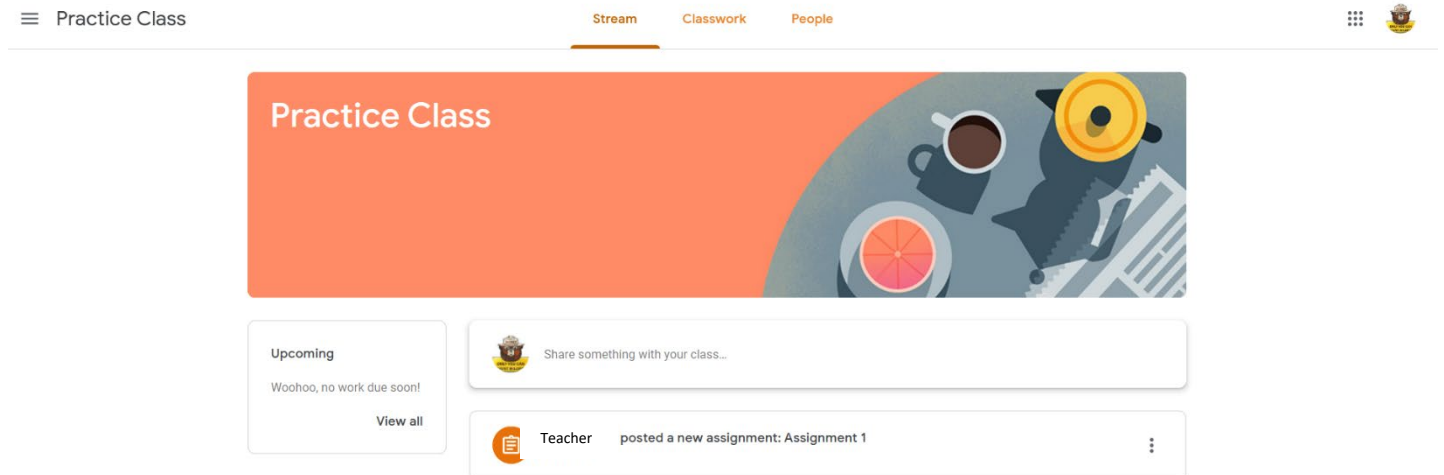 Practice Class
Stream
Classwork
People
Practice Class
Upcoming
Woohoo, no work due soon!
View all
Share something with your class...
Teacher posted a new assignment: Assignment 1